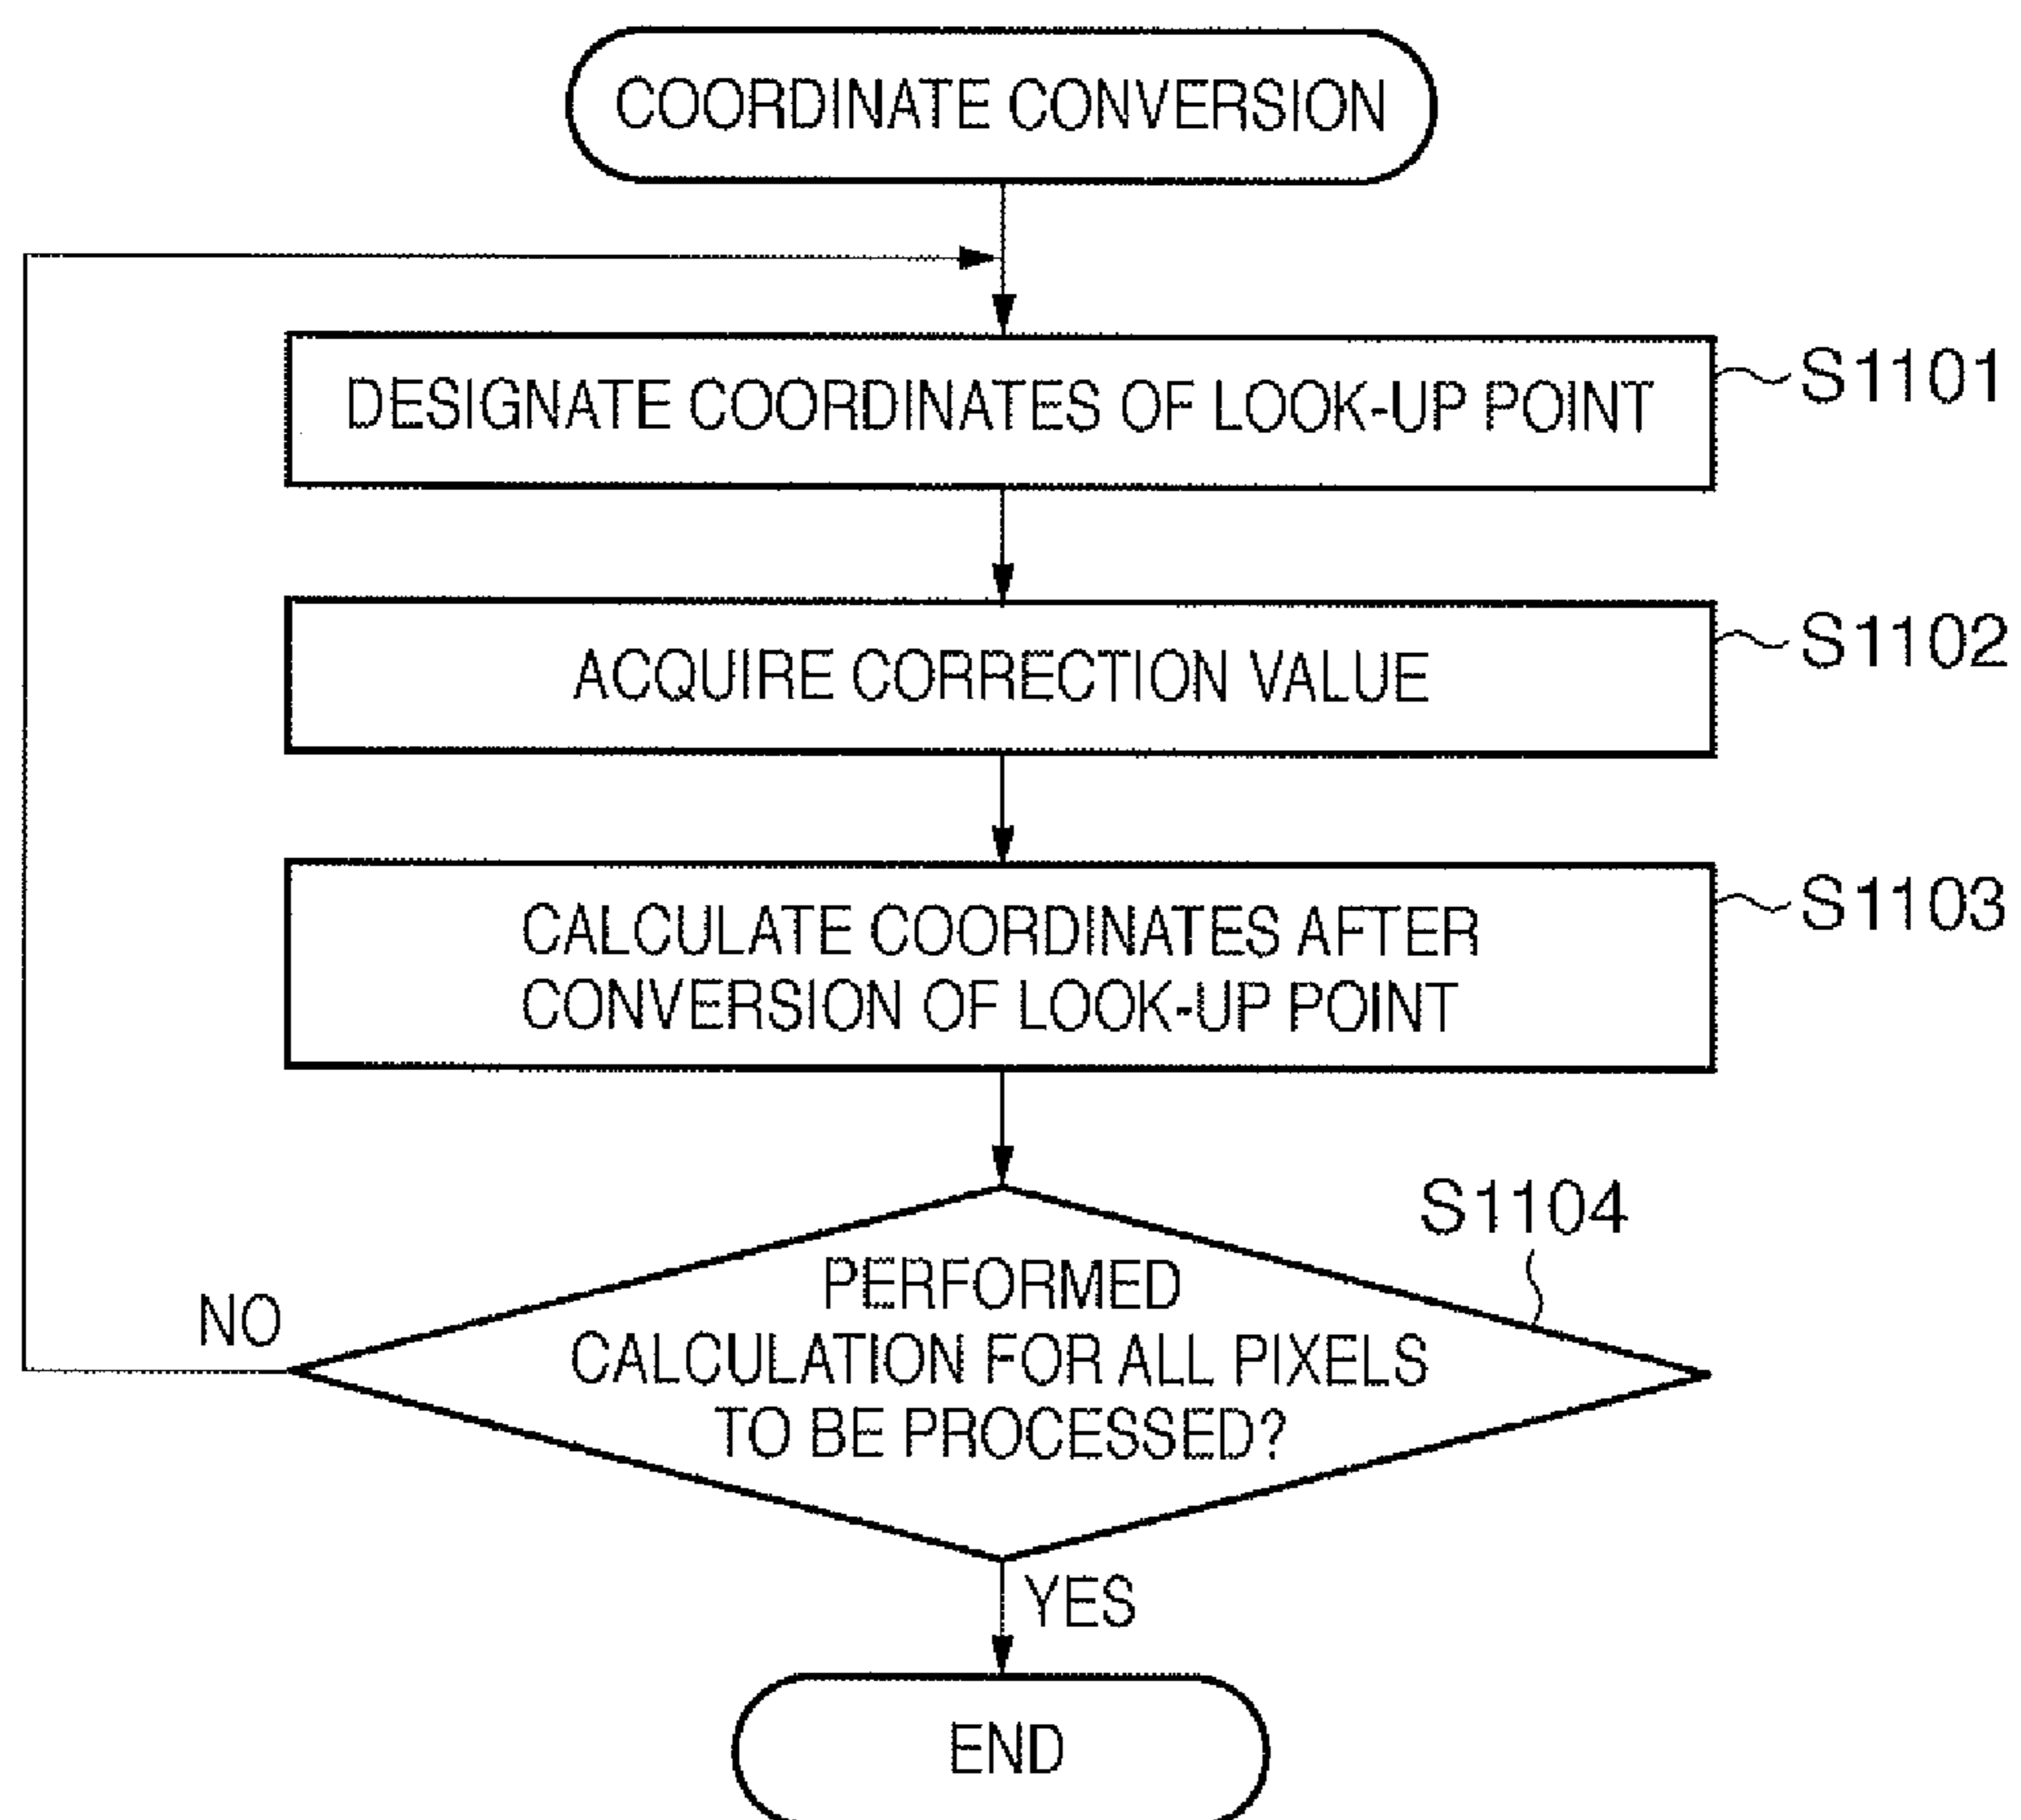 COORDINATE CONVERSION
DESIGNATE COORDINATES OF LOOK-UP POINT
S1101
ACQUIRE CORRECTION VALUE
S1102
CALCULATE COORDINATES AFTER
CONVERSION OF LOOK-UP POINT
S1103
S1104
PERFORMED
CALCULATION FOR ALL PIXELS
TO BE PROCESSED?
NO
YES
END